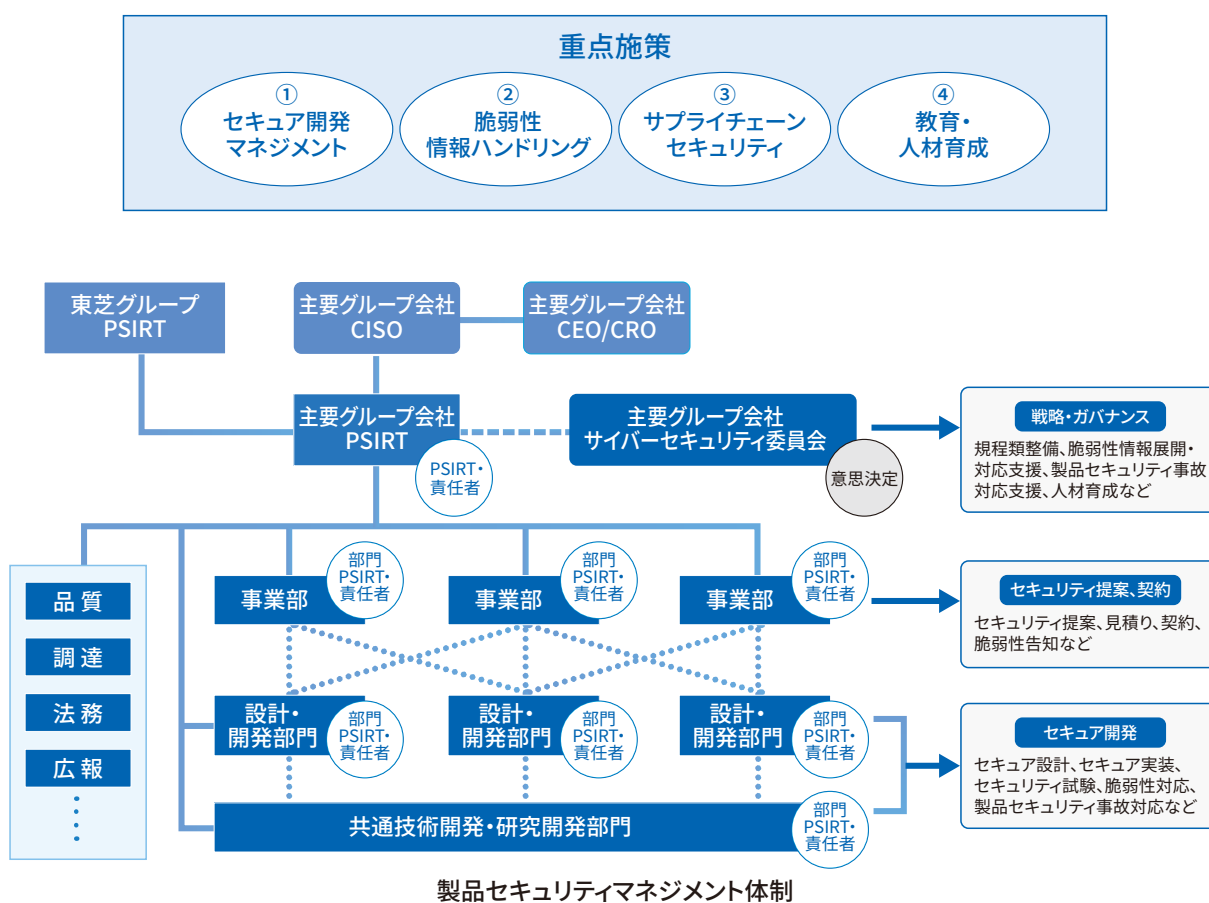 重点施策
①
セキュア開発
マネジメント
②
脆弱性
情報ハンドリング
③
サプライチェーン
セキュリティ
④
教育・
人材育成
東芝グループ
PSIRT
主要グループ会社
CISO
主要グループ会社
CEO/CRO
主要グループ会社
PSIRT
PSIRT・
責任者
主要グループ会社
サイバーセキュリティ委員会
意思決定
戦略・ガバナンス
規程類整備、脆弱性情報展開・
対応支援、製品セキュリティ事故
対応支援、人材育成など
品質
調達
法務
広報
事業部
部門
PSIRT・
責任者
事業部
部門
PSIRT・
責任者
事業部
部門
PSIRT・
責任者
セキュリティ提案、契約
セキュリティ提案、見積り、契約、
脆弱性告知など
設計・
開発部門
部門
PSIRT・
責任者
設計・
開発部門
部門
PSIRT・
責任者
設計・
開発部門
部門
PSIRT・
責任者
セキュア開発
セキュア設計、セキュア実装、
セキュリティ試験、脆弱性対応、
製品セキュリティ事故対応など
共通技術開発・研究開発部門
部門
PSIRT・
責任者
製品セキュリティマネジメント体制